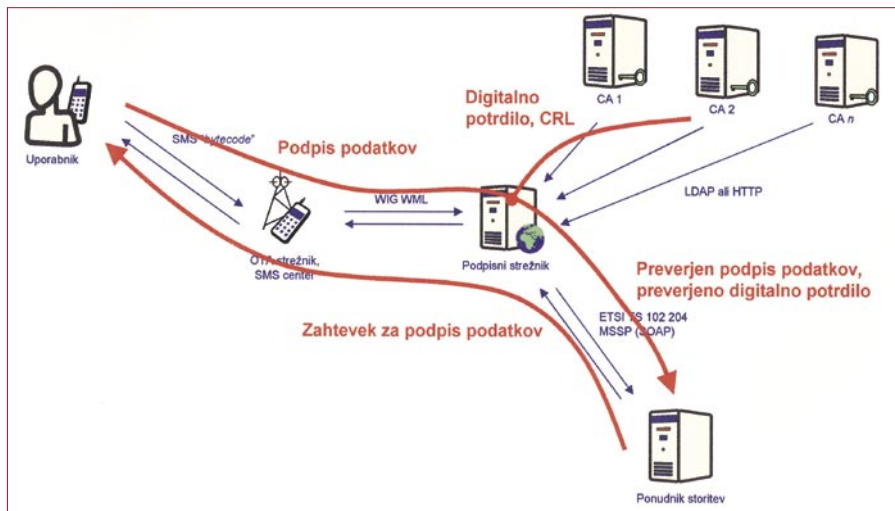 CA 1
CA 2
CA n
Digitalno
potrdilo, CRL
Uporabnik
SMS "bytecode"
Podpis podatkov
LDAP ali HTTP
WIG WML
OTA strežnik,
SMS center
Podpisni strežnik
Preverjen podpis podatkov,
preverjeno digitalno potrdilo
Zahtevek za podpis podatkov
ETSI TS 102 204
MSSP (SOAP)
Ponudnik storitev